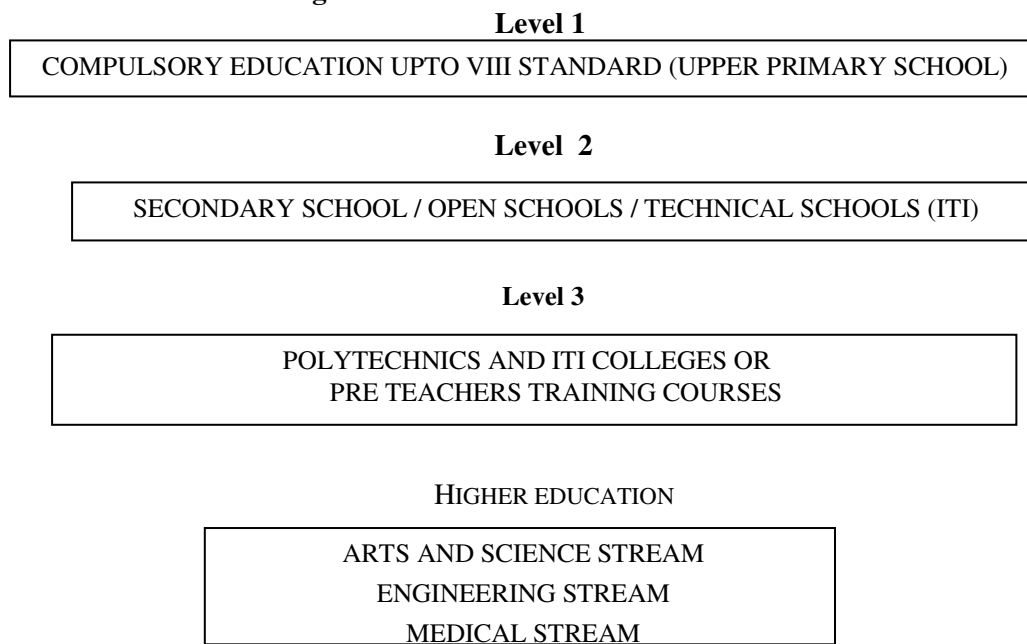 Level 1
COMPULSORY EDUCATION UPTO VIII STANDARD (UPPER PRIMARY SCHOOL)
Level 2
SECONDARY SCHOOL / OPEN SCHOOLS / TECHNICAL SCHOOLS (ITI)
Level 3
POLYTECHNICS AND ITI COLLEGES OR
PRE TEACHERS TRAINING COURSES
HIGHER EDUCATION
ARTS AND SCIENCE STREAM
ENGINEERING STREAM
MEDICAL STREAM